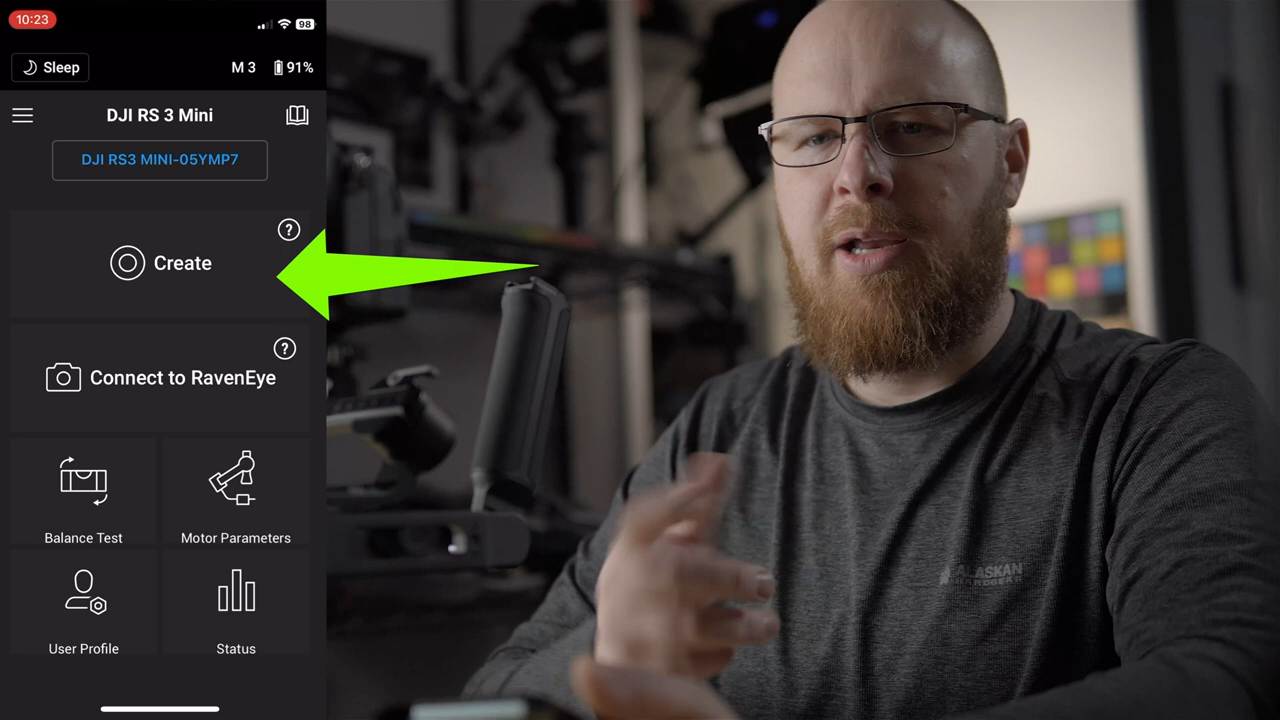 10:23
98
Sleep
M 3
91%
DJI RS 3 Mini
DJI RS3 MINI-05YMP7
?
Create
?
Connect to RavenEye
Balance Test
Motor Parameters
User Profile
Status
ALASKAN
HARDGEAR